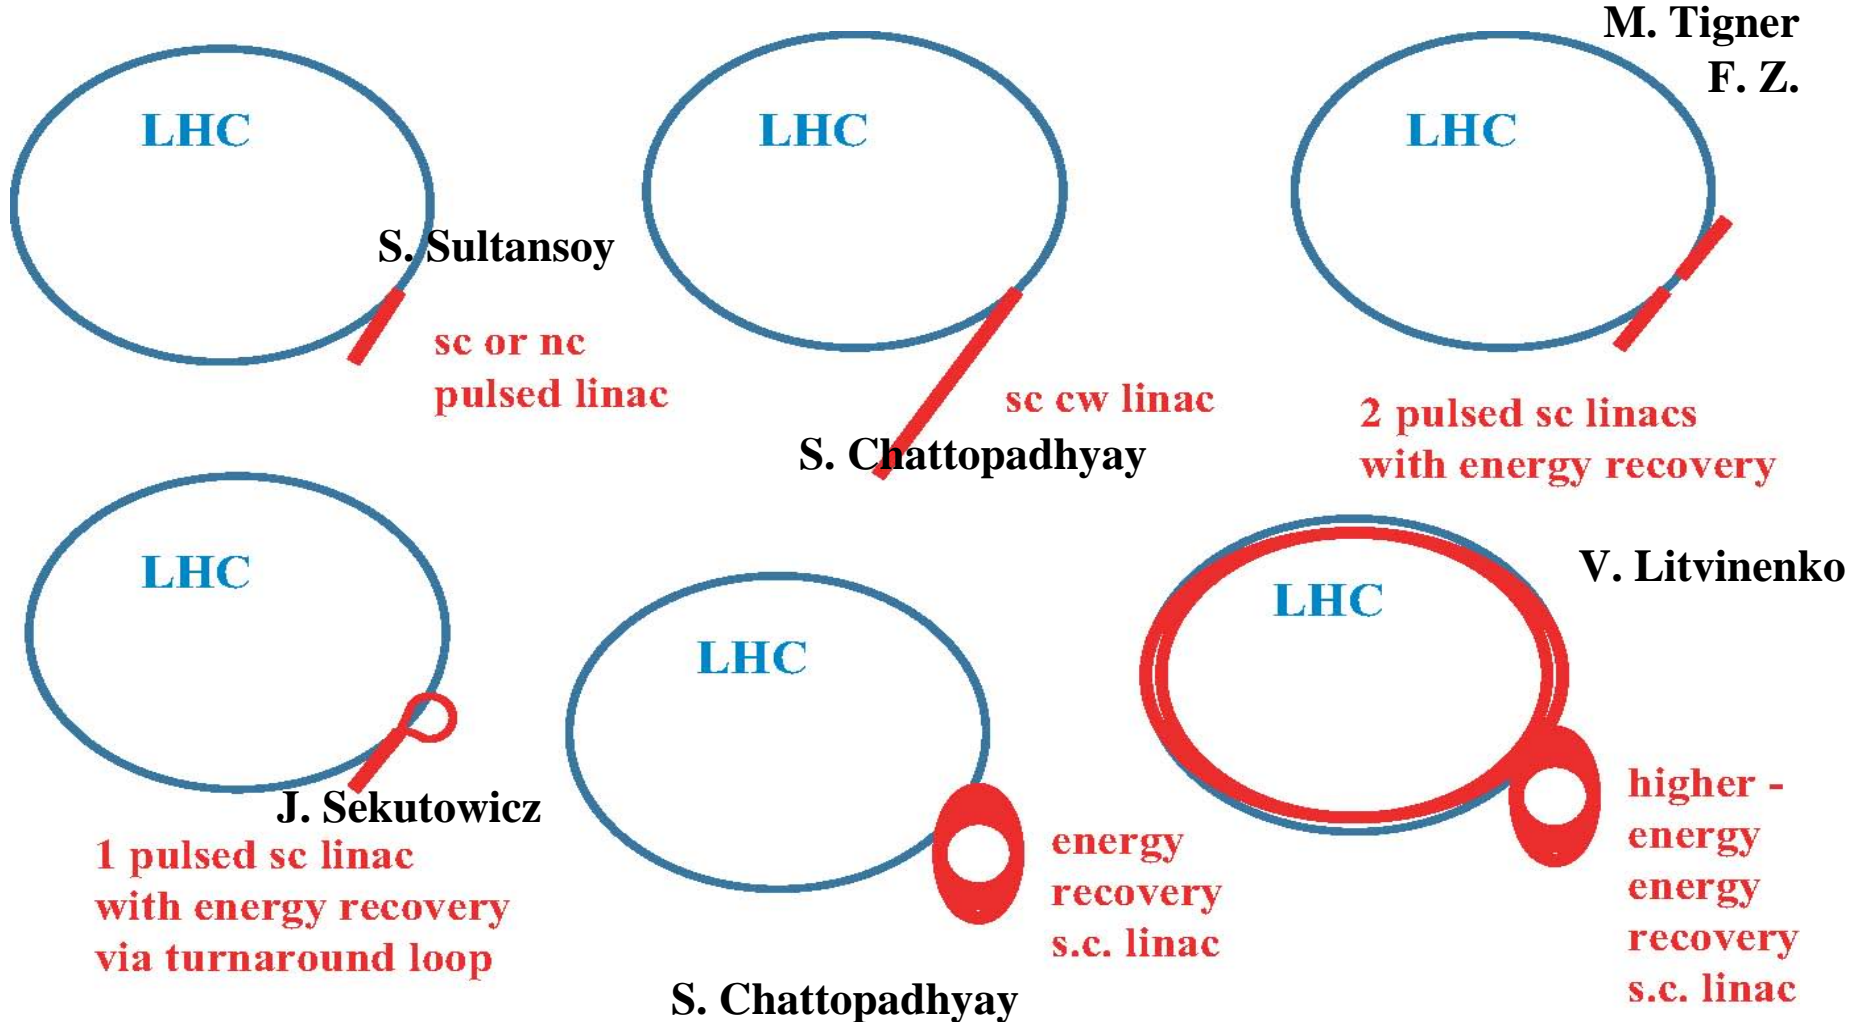 M. Tigner
F. Z.
LHC
LHC
LHC
S. Sultansoy
sc or nc
pulsed linac
sc cw linac
S. Chattopadhyay
2 pulsed sc linacs
with energy recovery
LHC
J. Sekutowicz
1 pulsed sc linac
with energy recovery
via turnaround loop
LHC
energy
recovery
s.c. linac
S. Chattopadhyay
LHC
V. Litvinenko
higher -
energy
energy
recovery
s.c. linac